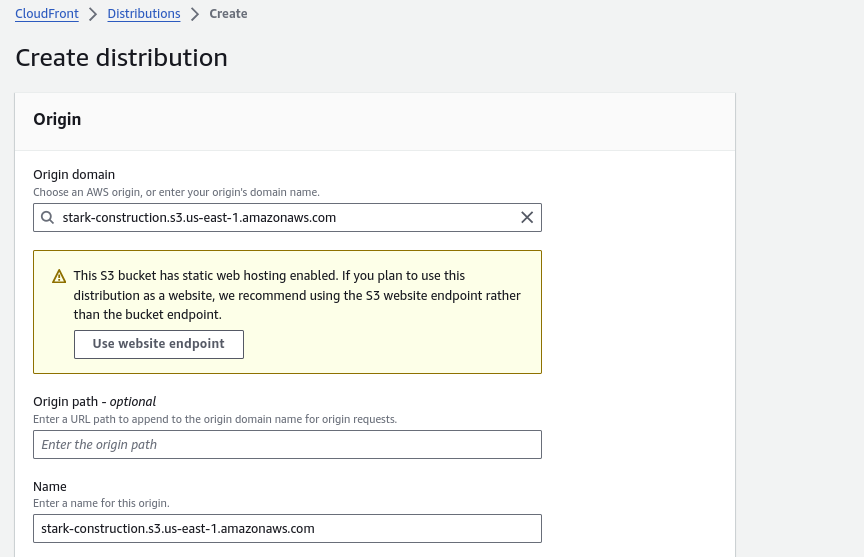 CloudFront > Distributions > Create
Create distribution
Origin
Origin domain
Choose an AWS origin, or enter your origin's domain name.
stark-construction.s3.us-east-1.amazonaws.com
This S3 bucket has static web hosting enabled. If you plan to use this
distribution as a website, we recommend using the S3 website endpoint rather
than the bucket endpoint.
Use website endpoint
Origin path - optional
Enter a URL path to append to the origin domain name for origin requests.
Enter the origin path
Name
Enter a name for this origin.
stark-construction.s3.us-east-1.amazonaws.com